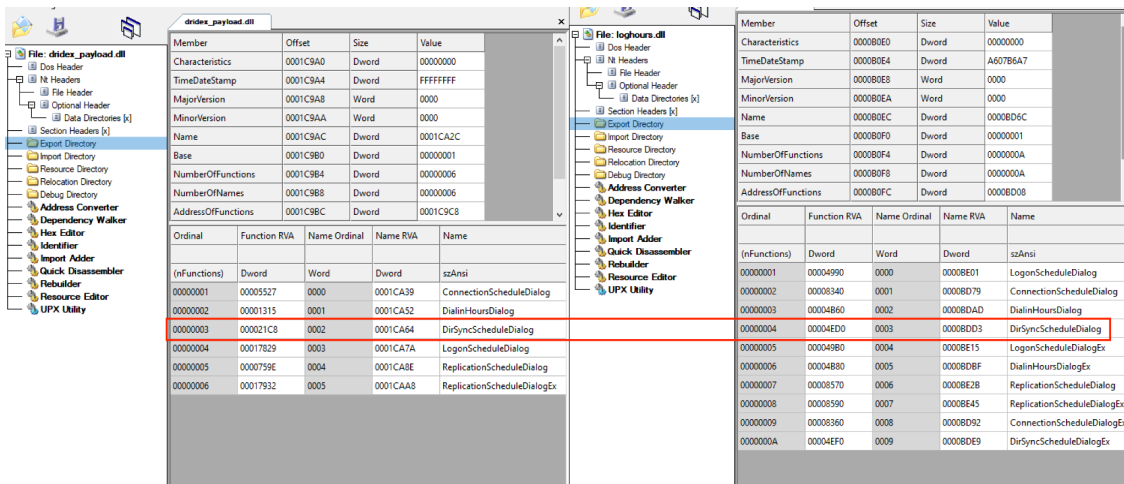 dridex_payload.dll
x
File: dridex_payload.dll
Dos Header
Nt Headers
File Header
Optional Header
Data Directories [x]
Section Headers [x]
Export Directory
Import Directory
Resource Directory
Relocation Directory
Debug Directory
Address Converter
Dependency Walker
Hex Editor
Identifier
Import Adder
Quick Disassembler
Rebuilder
Resource Editor
UPX Utility
Member Offset Size Value
Characteristics 0001C9A0 Dword 00000000
TimeDateStamp 0001C9A4 Dword FFFFFFFF
MajorVersion 0001C9A8 Word 0000
MinorVersion 0001C9AA Word 0000
Name 0001C9AC Dword 0001CA2C
Base 0001C9B0 Dword 00000001
NumberOfFunctions 0001C9B4 Dword 00000006
NumberOfNames 0001C9B8 Dword 00000006
AddressOfFunctions 0001C9BC Dword 0001C9C8
Ordinal Function RVA Name Ordinal Name RVA Name
(nFunctions) Dword Word Dword szAnsi
00000001 00005527 0000 0001CA39 ConnectionScheduleDialog
00000002 00001315 0001 0001CA52 DialinHoursDialog
00000003 000021C8 0002 0001CA64 DirSyncScheduleDialog
00000004 00017829 0003 0001CA7A LogonScheduleDialog
00000005 0000759E 0004 0001CA8E ReplicationScheduleDialog
00000006 00017932 0005 0001CAA8 ReplicationScheduleDialogEx
File: loghours.dll
Dos Header
Nt Headers
File Header
Optional Header
Data Directories [x]
Section Headers [x]
Export Directory
Import Directory
Resource Directory
Relocation Directory
Debug Directory
Address Converter
Dependency Walker
Hex Editor
Identifier
Import Adder
Quick Disassembler
Rebuilder
Resource Editor
UPX Utility
Member Offset Size Value
Characteristics 0000B0E0 Dword 00000000
TimeDateStamp 0000B0E4 Dword A607B6A7
MajorVersion 0000B0E8 Word 0000
MinorVersion 0000B0EA Word 0000
Name 0000B0EC Dword 0000BD6C
Base 0000B0F0 Dword 00000001
NumberOfFunctions 0000B0F4 Dword 0000000A
NumberOfNames 0000B0F8 Dword 0000000A
AddressOfFunctions 0000B0FC Dword 0000BD08
Ordinal Function RVA Name Ordinal Name RVA Name
(nFunctions) Dword Word Dword szAnsi
00000001 00004990 0000 0000BE01 LogonScheduleDialog
00000002 00008340 0001 0000BD79 ConnectionScheduleDialog
00000003 00004B60 0002 0000BDAD DialinHoursDialog
00000004 00004ED0 0003 0000BDD3 DirSyncScheduleDialog
00000005 000049B0 0004 0000BE15 LogonScheduleDialogEx
00000006 00004B80 0005 0000BDBF DialinHoursDialogEx
00000007 00008570 0006 0000BE2B ReplicationScheduleDialog
00000008 00008590 0007 0000BE45 ReplicationScheduleDialogEx
00000009 00008360 0008 0000BD92 ConnectionScheduleDialogE
0000000A 00004EF0 0009 0000BDE9 DirSyncScheduleDialogEx